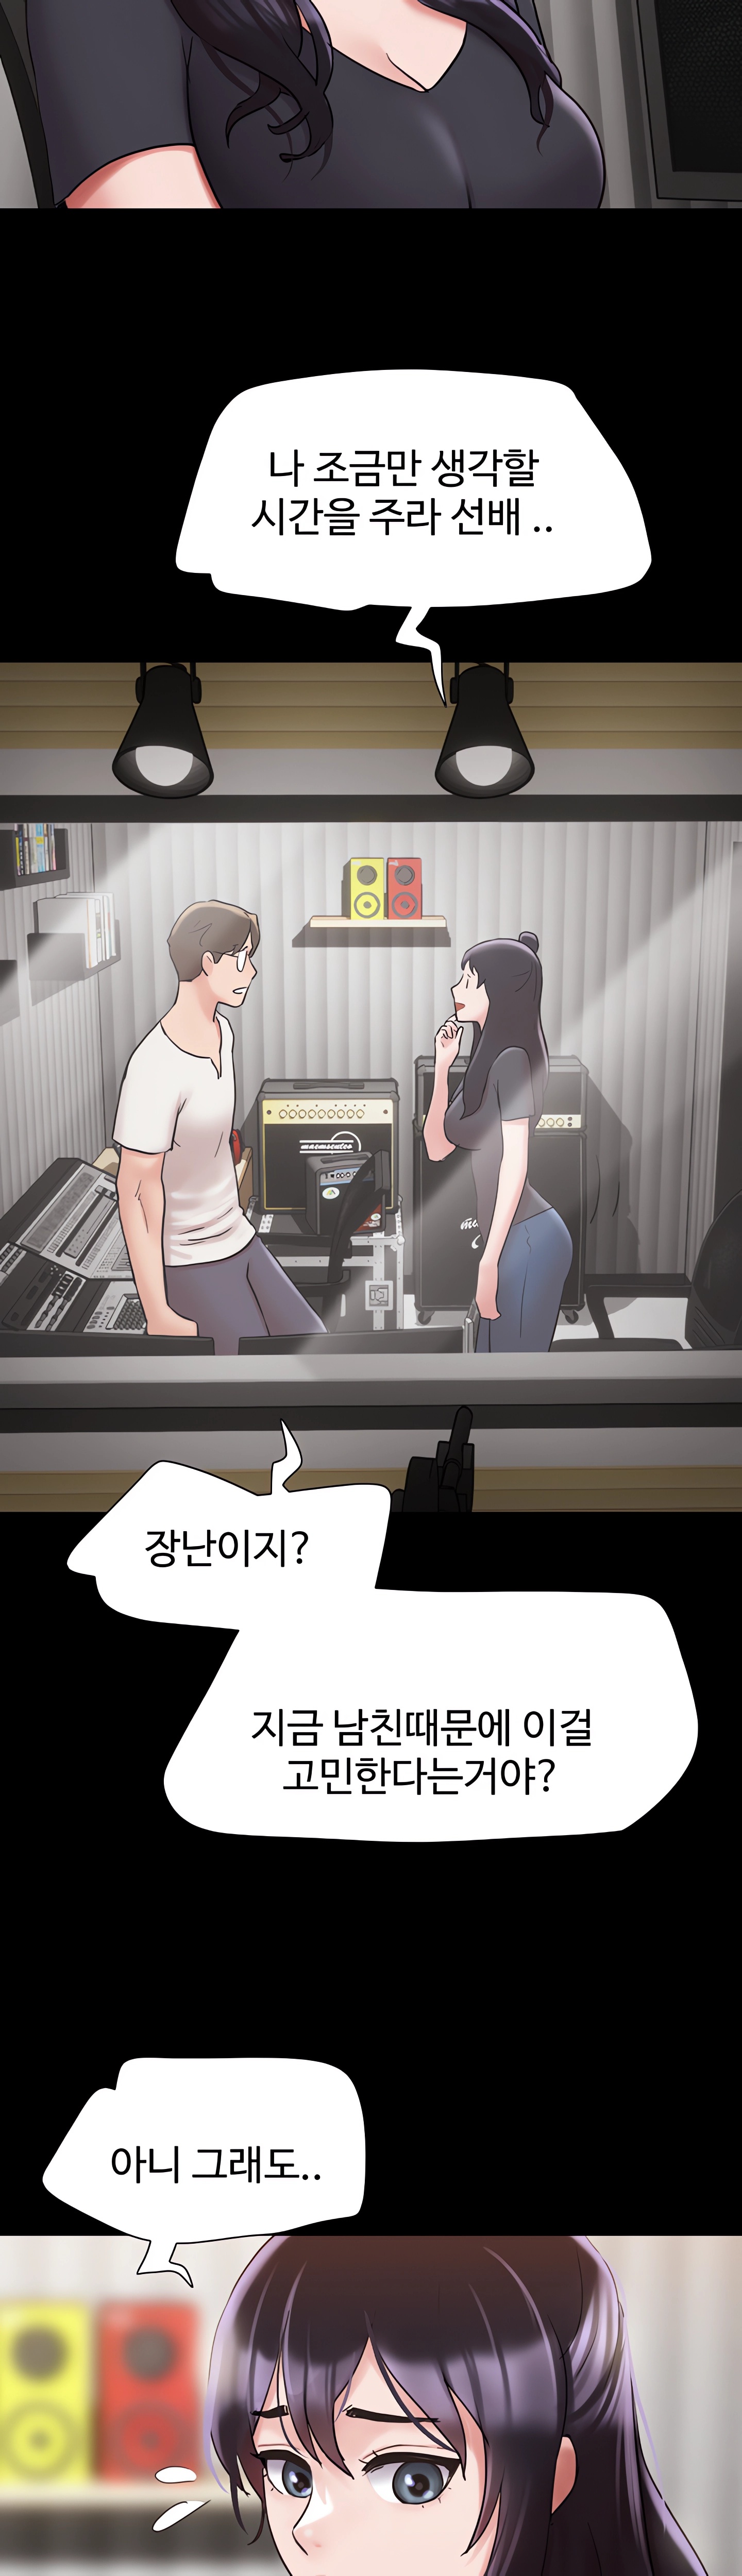 나 조금만 생각할
시간을 주라 선배 ..
장난이지?
지금 남친때문에 이걸
고민한다는거야?
아니 그래도..